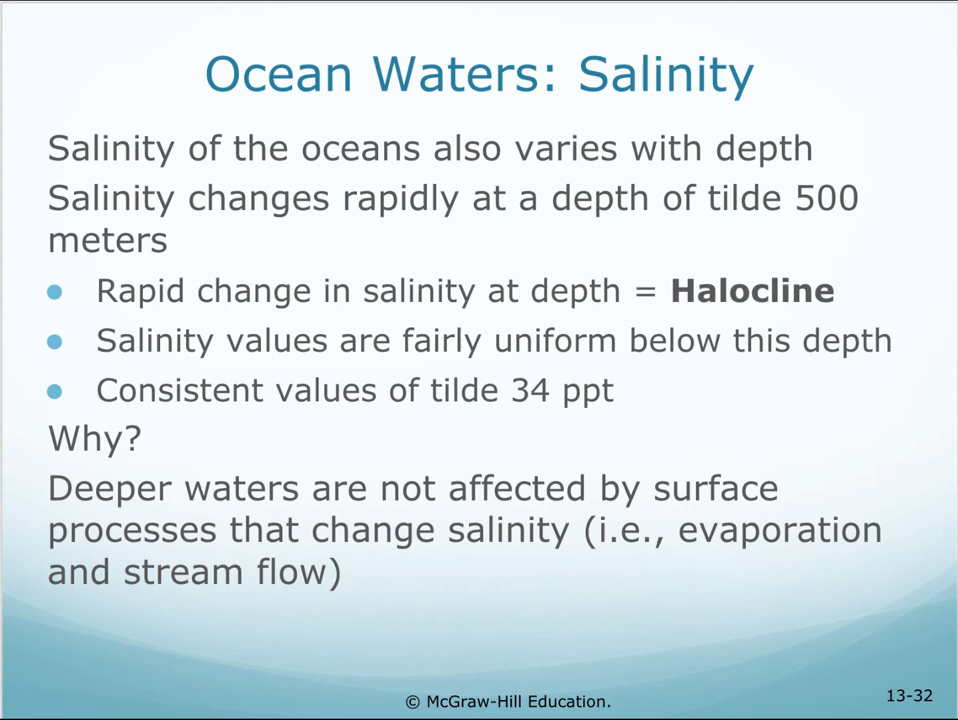 Ocean Waters: Salinity
Salinity of the oceans also varies with depth
Salinity changes rapidly at a depth of tilde 500
meters
● Rapid change in salinity at depth = Halocline
● Salinity values are fairly uniform below this depth
● Consistent values of tilde 34 ppt
Why?
Deeper waters are not affected by surface
processes that change salinity (i.e., evaporation
and stream flow)
© McGraw-Hill Education.
13-32